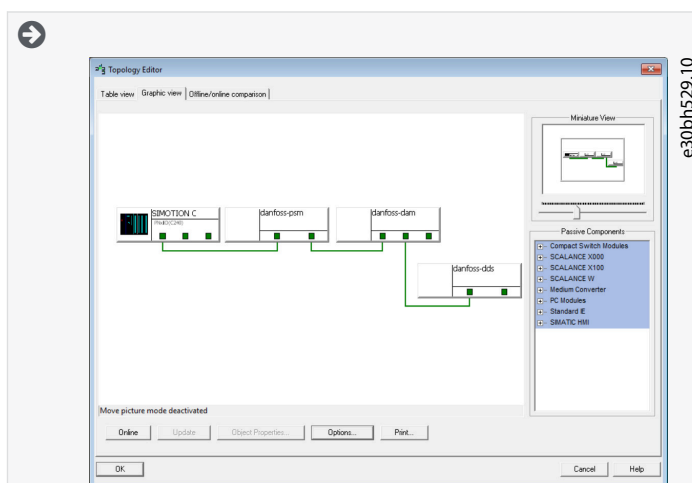 Topology Editor
Table view Graphic view Offline/online comparison
SIMOTION C
danfoss-psm
danfoss-dam
danfoss-dds
Move picture mode deactivated
Miniature View
Passive Components
Compact Switch Modules
SCALANCE X000
SCALANCE X100
SCALANCE W
Medium Converter
PC Modules
Standard IE
SIMATIC HMI
Online Update Object Properties... Options... Print...
OK Cancel Help
e30bh529.10